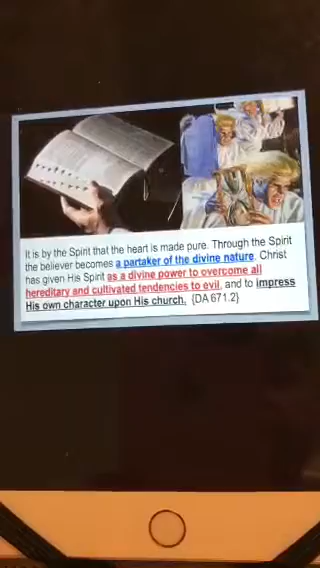 It is by the Spirit that the heart is made pure. Through the Spirit
the believer becomes a partaker of the divine nature. Christ
has given His Spirit as a divine power to overcome all
hereditary and cultivated tendencies to evil, and to impress
His own character upon His church. {DA 671.2}